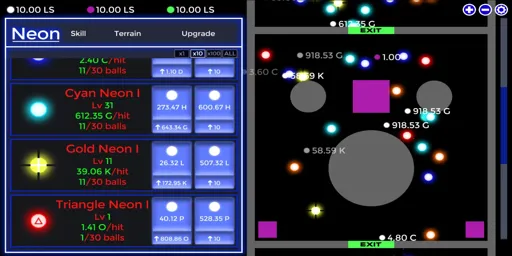 10.00 LS 10.00 LS 10.00 LS
Neon Skill Terrain Upgrade
x1 x10 x100 ALL
2.40 C /hit
11/30 balls
1.10 D 10
Cyan Neon I
Lv 31
612.35 G/hit
11/30 balls
273.47 H 600.67 H
643.34 G 10
Gold Neon I
Lv 11
39.06 K/hit
11/30 balls
26.32 L 507.32 L
172.95 K 10
Triangle Neon I
Lv 1
1.41 O/hit
1/30 balls
40.12 P 528.35 P
808.86 O 10
612.35 G
EXIT
918.53 G 1.00
3.60 C 58.59 K
918.53 G
918.53 G
58.59 K
4.80 C
EXIT